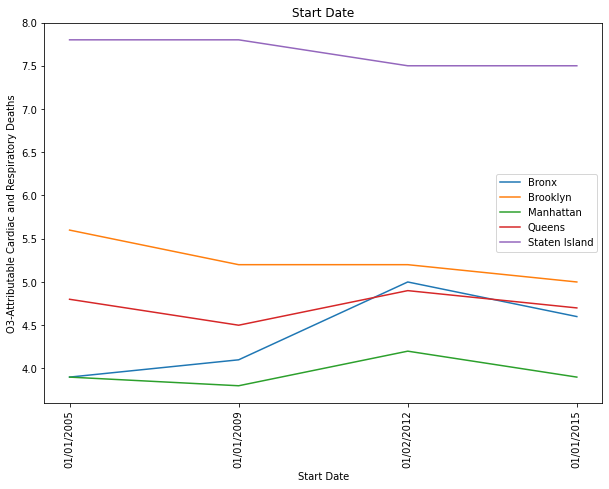 Start Date
O3-Attributable Cardiac and Respiratory Deaths
8.0
7.5
7.0
6.5
6.0
5.5
5.0
4.5
4.0
Bronx
Brooklyn
Manhattan
Queens
Staten Island
01/01/2005
01/01/2009
01/02/2012
01/01/2015
Start Date